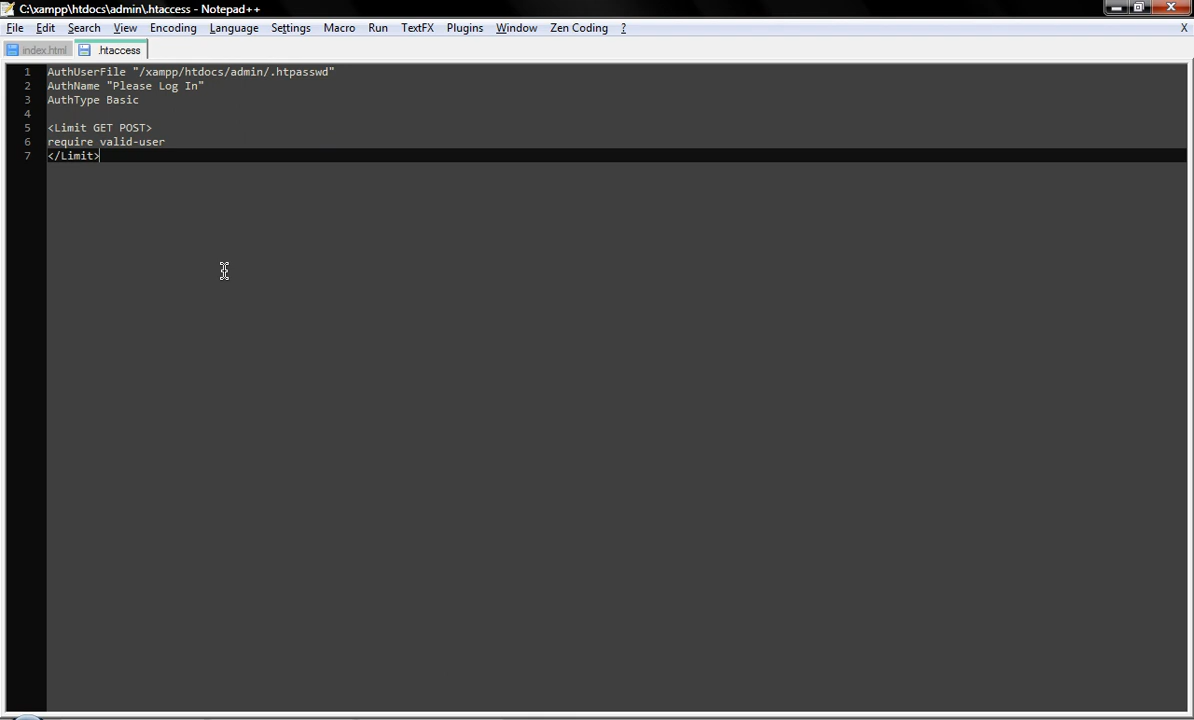 C:\xampp\htdocs\admin\.htaccess - Notepad++
File Edit Search View Encoding Language Settings Macro Run TextFX Plugins Window Zen Coding ? X
index.html .htaccess
1 AuthUserFile "/xampp/htdocs/admin/.htpasswd"
2 AuthName "Please Log In"
3 AuthType Basic
4
5 <Limit GET POST>
6 require valid-user
7 </Limit>